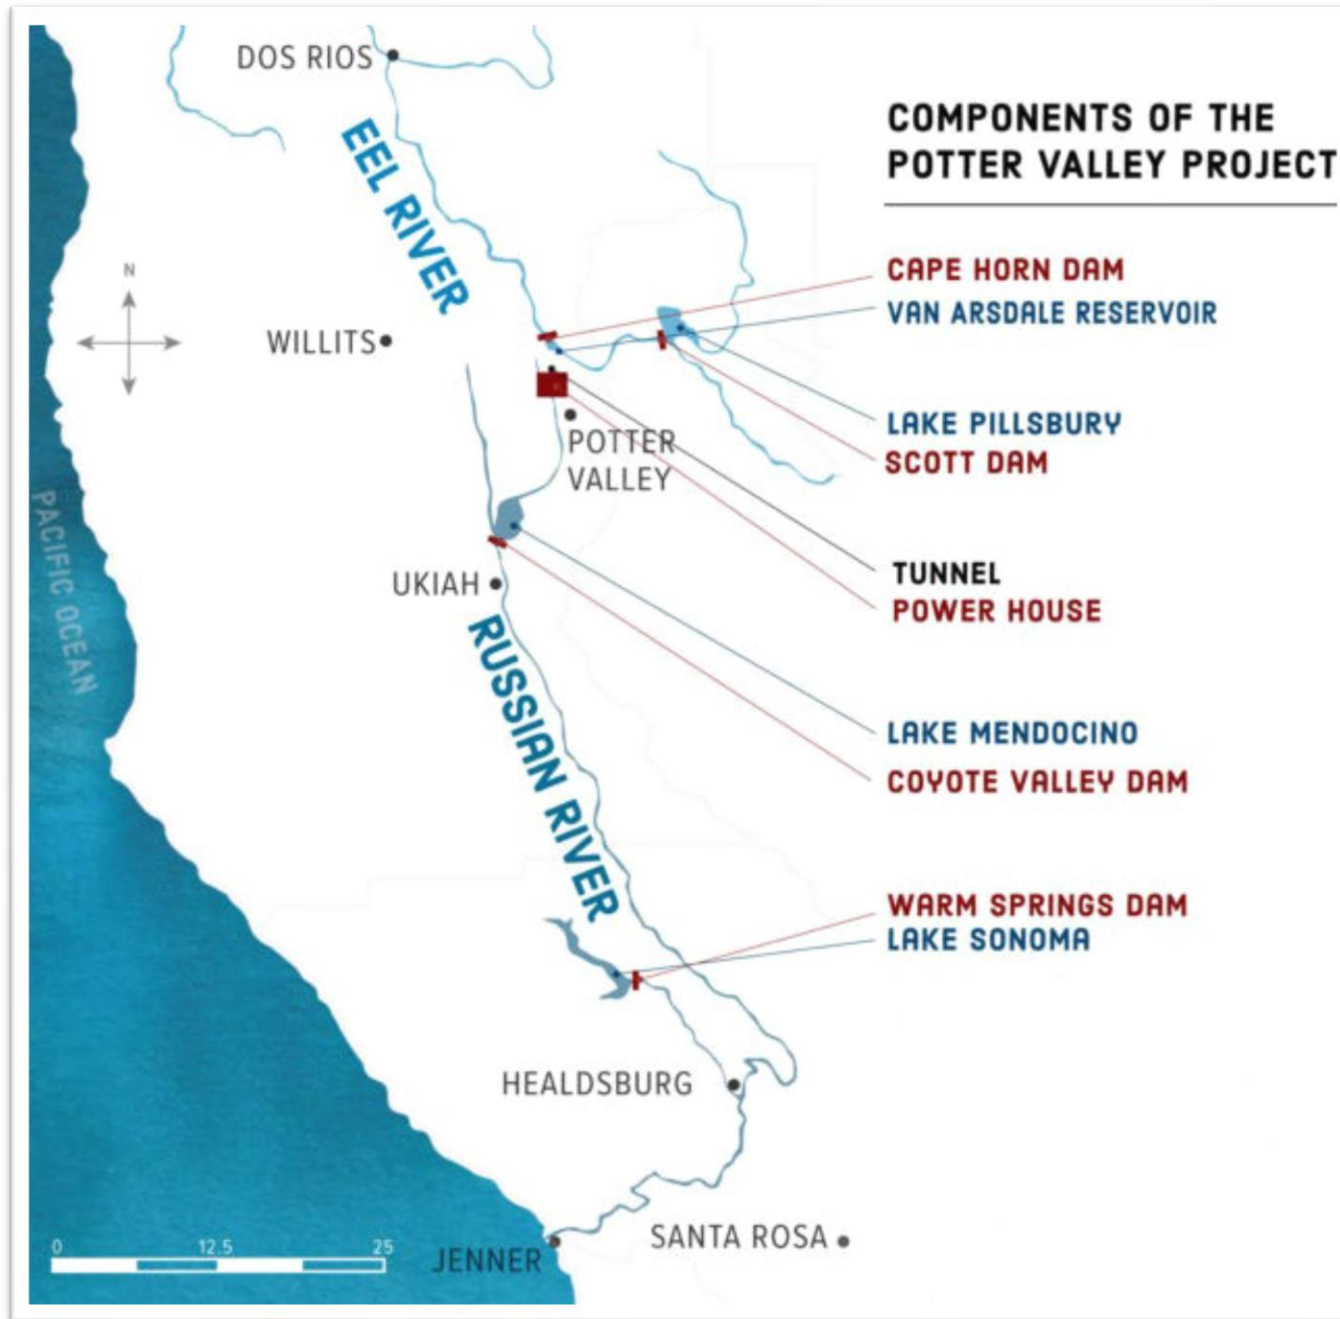 DOS RIOS
EEL RIVER
COMPONENTS OF THE
POTTER VALLEY PROJECT
CAPE HORN DAM
VAN ARSDALE RESERVOIR
N
WILLITS
LAKE PILLSBURY
SCOTT DAM
POTTER
VALLEY
PACIFIC OCEAN
TUNNEL
POWER HOUSE
UKIAH
RUSSIAN RIVER
LAKE MENDOCINO
COYOTE VALLEY DAM
WARM SPRINGS DAM
LAKE SONOMA
HEALDSBURG
SANTA ROSA
0 12.5 25
JENNER